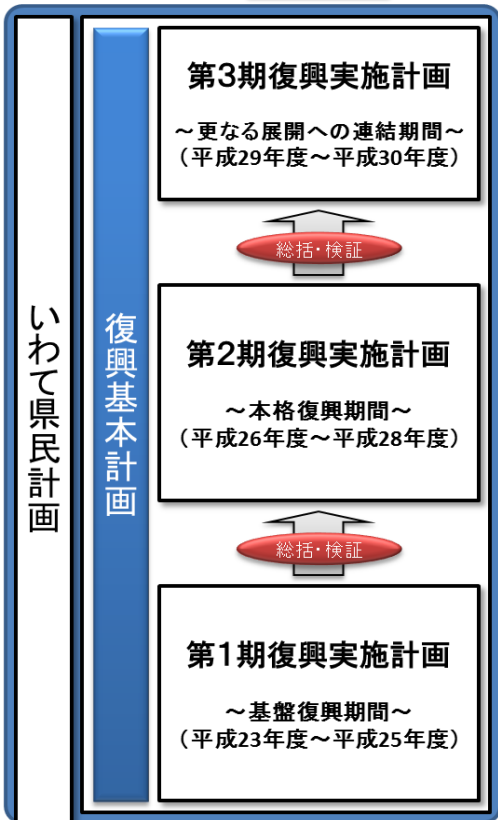 いわて県民計画
復興基本計画
第3期復興実施計画
～更なる展開への連結期間～
（平成29年度～平成30年度）
総括・検証
第2期復興実施計画
～本格復興期間～
（平成26年度～平成28年度）
総括・検証
第1期復興実施計画
～基盤復興期間～
（平成23年度～平成25年度）